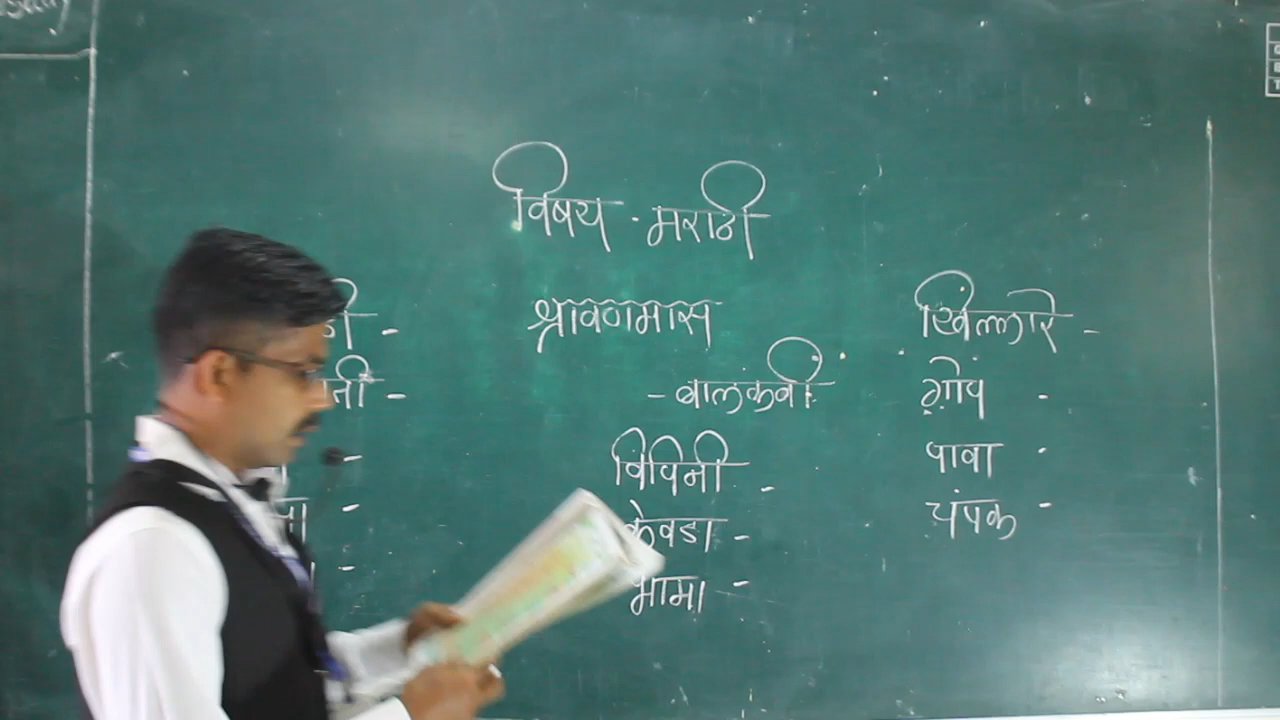 विषय - मराठी
श्रावणमास
- बालकवी
विपिनी -
केवडा -
भामा -
खिल्लारे -
गोप -
पावा -
चंपक -